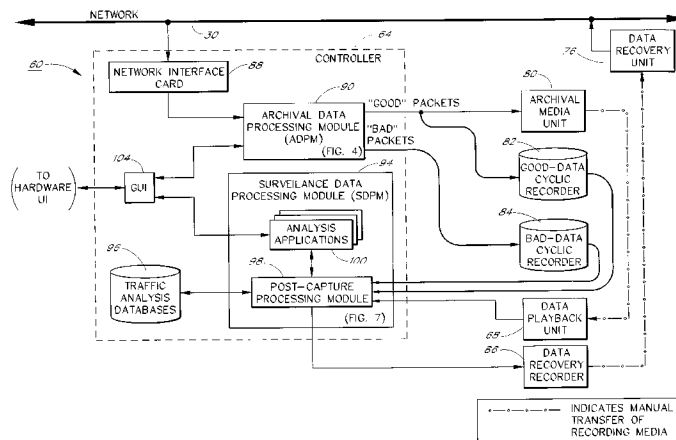 NETWORK
30
64
CONTROLLER
60
NETWORK INTERFACE
CARD
88
DATA
RECOVERY
UNIT
76
90
ARCHIVAL DATA
PROCESSING MODULE
(ADPM)
(FIG. 4)
"GOOD" PACKETS
"BAD"
PACKETS
80
ARCHIVAL
MEDIA
UNIT
82
GOOD-DATA
CYCLIC
RECORDER
104
GUI
TO
HARDWARE
UI
94
SURVEILANCE DATA
PROCESSING MODULE (SDPM)
ANALYSIS
APPLICATIONS
100
84
BAD-DATA
CYCLIC
RECORDER
96
TRAFFIC
ANALYSIS
DATABASES
98
POST-CAPTURE
PROCESSING MODULE
(FIG. 7)
DATA
PLAYBACK
UNIT
68
86
DATA
RECOVERY
RECORDER
INDICATES MANUAL
TRANSFER OF
RECORDING MEDIA